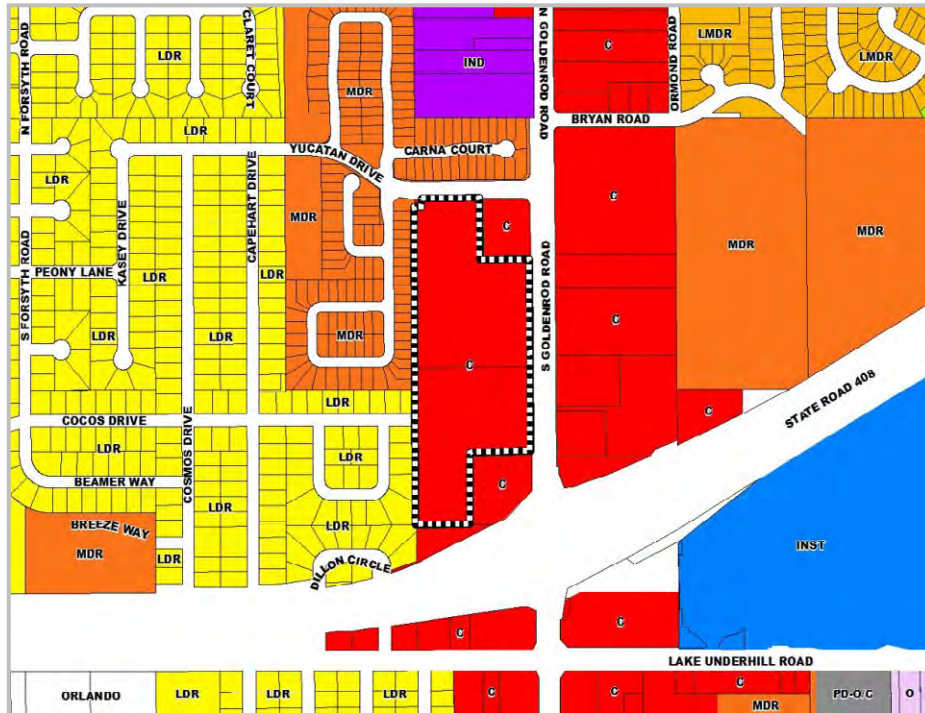 N FORSYTH ROAD
LDR
CLARET COURT
MDR
IND
N GOLDENROD ROAD
C
ORMOND ROAD
LMDR
LMDR
BRYAN ROAD
LDR
YUCATAN DRIVE
CARNA COURT
LDR
CAPEHART DRIVE
MDR
C
C
MDR
MDR
S FORSYTH ROAD
PEONY LANE
KASEY DRIVE
LDR
LDR
S GOLDENROD ROAD
LDR
LDR
MDR
C
C
STATE ROAD 408
LDR
C
COCOS DRIVE
LDR
LDR
BEAMER WAY
COSMOS DRIVE
LDR
C
BREEZE WAY
MDR
LDR
LDR
DILLON CIRCLE
INST
C
C
LAKE UNDERHILL ROAD
ORLANDO
LDR
LDR
LDR
LDR
C
C
C
MDR
PD-O/C
O